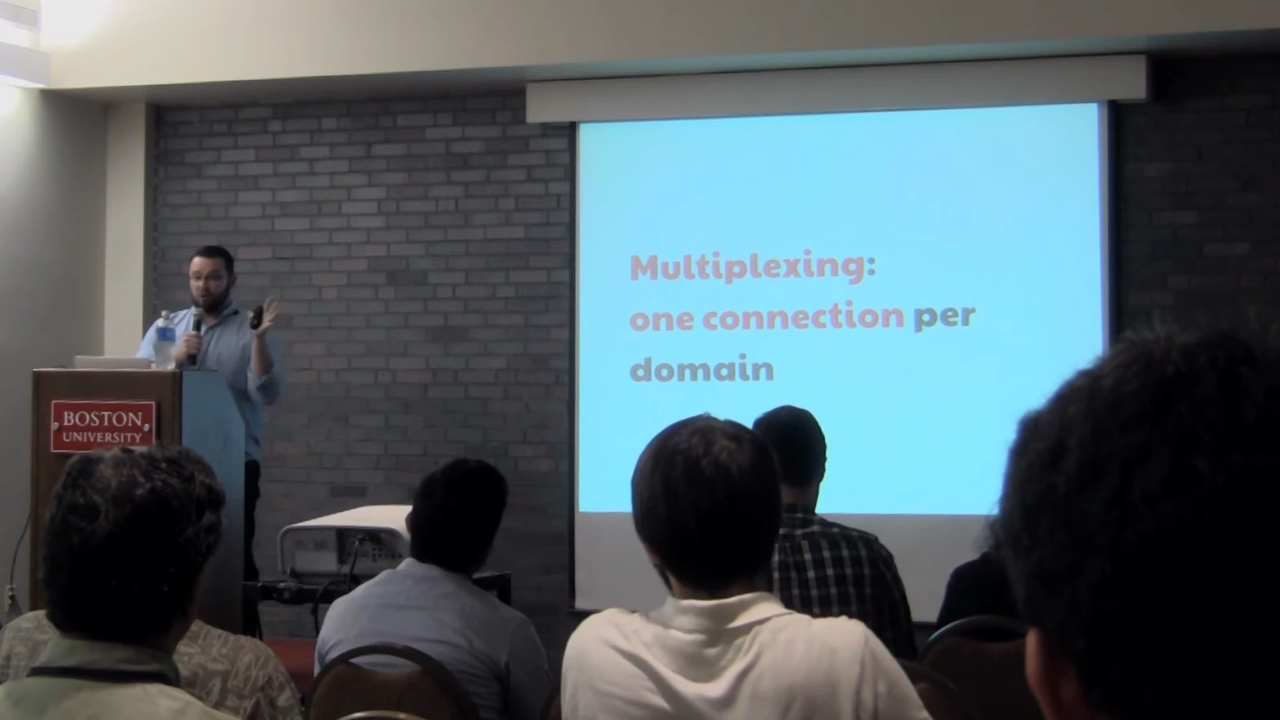 Multiplexing:
one connection per
domain
BOSTON
UNIVERSITY